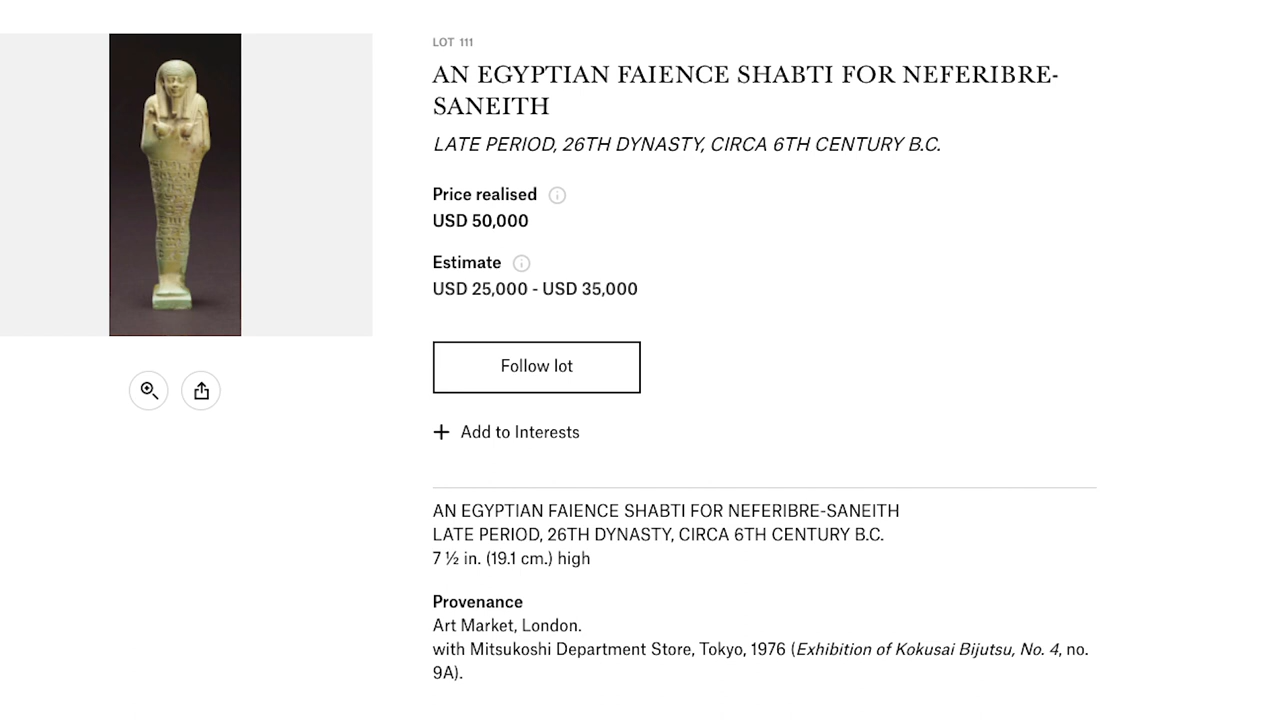 LOT 111
AN EGYPTIAN FAIENCE SHABTI FOR NEFERIBRE-
SANEITH
LATE PERIOD, 26TH DYNASTY, CIRCA 6TH CENTURY B.C.
Price realised
USD 50,000
Estimate
USD 25,000 - USD 35,000
Follow lot
Add to Interests
AN EGYPTIAN FAIENCE SHABTI FOR NEFERIBRE-SANEITH
LATE PERIOD, 26TH DYNASTY, CIRCA 6TH CENTURY B.C.
7 ½ in. (19.1 cm.) high
Provenance
Art Market, London.
with Mitsukoshi Department Store, Tokyo, 1976 (Exhibition of Kokusai Bijutsu, No. 4, no.
9A).